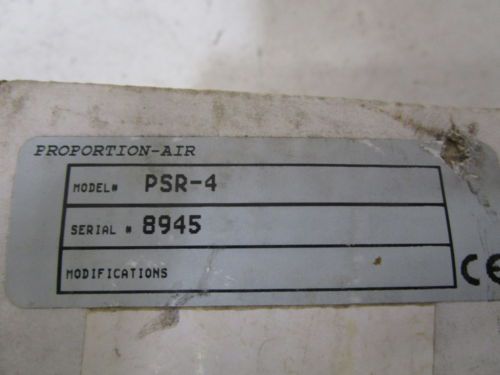 PROPORTION-AIR
MODEL# PSR-4
SERIAL # 8945
MODIFICATIONS
CE